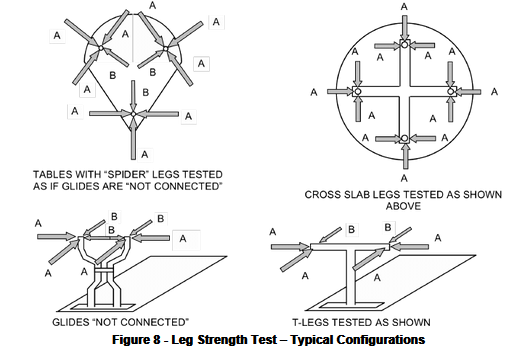 A
A
A
A
A
A
B
B
A
B
A
A
A
TABLES WITH “SPIDER” LEGS TESTED
AS IF GLIDES ARE “NOT CONNECTED”
A
A
A
A
A
A
A
A
A
A
A
A
CROSS SLAB LEGS TESTED AS SHOWN
ABOVE
A
B
B
A
A
A
GLIDES “NOT CONNECTED”
A
B
B
A
A
A
T-LEGS TESTED AS SHOWN
Figure 8 - Leg Strength Test – Typical Configurations